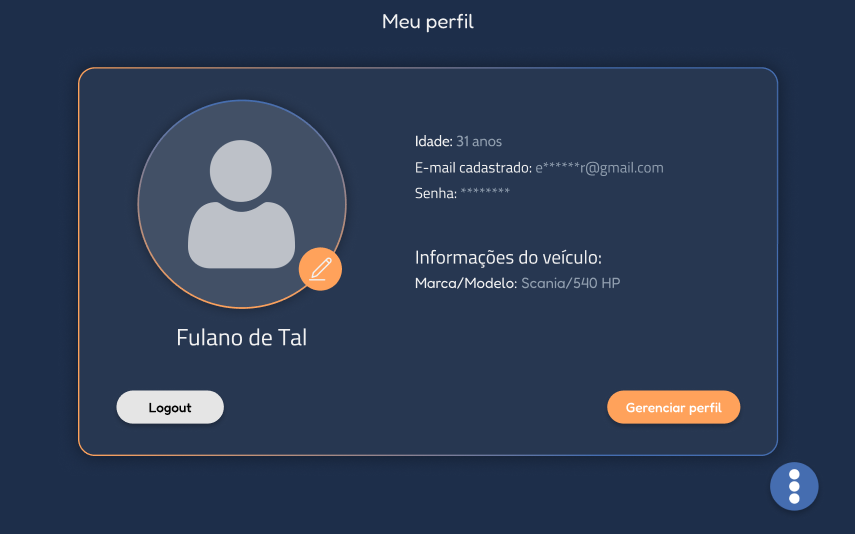 Meu perfil
Idade: 31 anos
E-mail cadastrado: e******r@gmail.com
Senha: ********
Informações do veículo:
Marca/Modelo: Scania/540 HP
Fulano de Tal
Logout
Gerenciar perfil